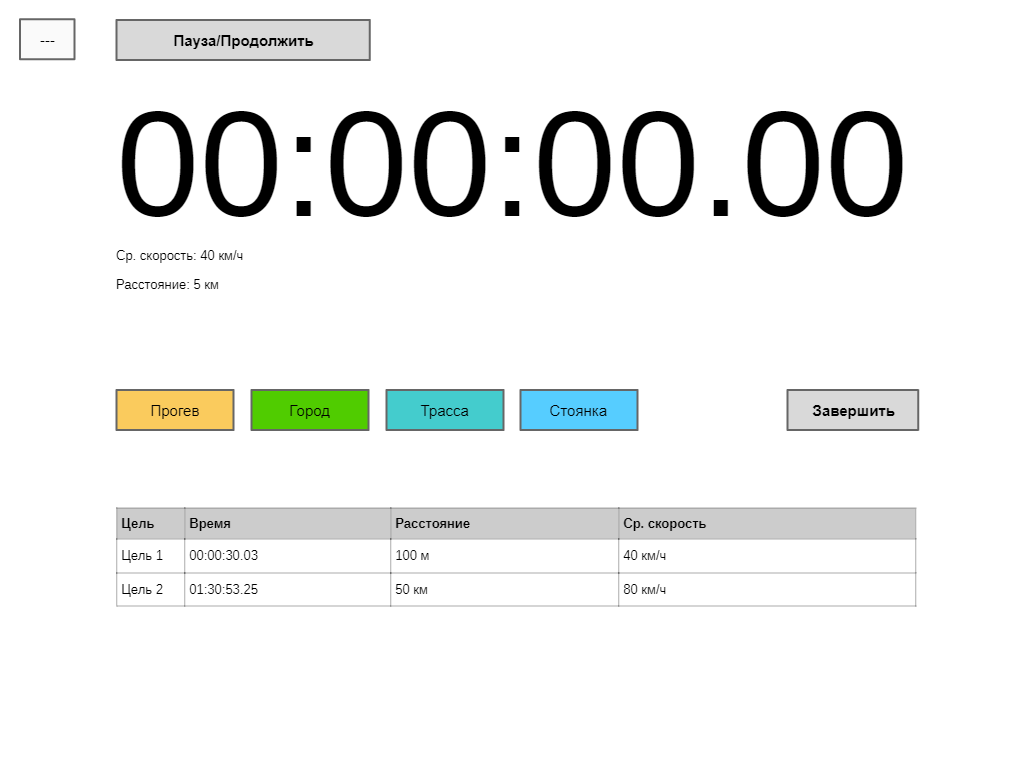 --- Пауза/Продолжить
00:00:00.00
Ср. скорость: 40 км/ч
Расстояние: 5 км
Прогев Город Трасса Стоянка Завершить
Цель Время Расстояние Ср. скорость
Цель 1 00:00:30.03 100 м 40 км/ч
Цель 2 01:30:53.25 50 км 80 км/ч